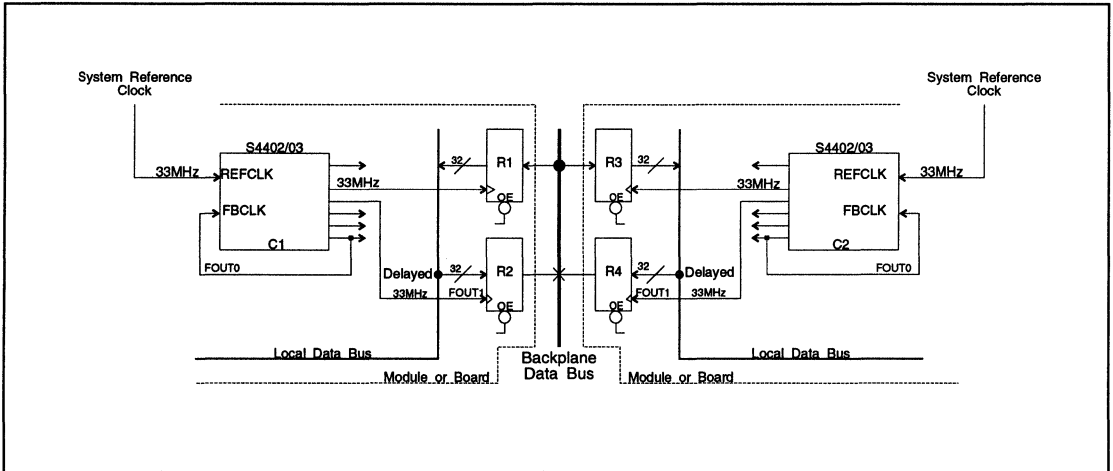 System Reference
Clock
System Reference
Clock
S4402/03
33MHz
REFCLK
FBCLK
C1
FOUT0
33MHz
32
R1
OE
R3
32
33MHz
OE
S4402/03
REFCLK
33MHz
FBCLK
C2
FOUT0
Delayed
32
R2
33MHz
FOUT1
OE
R4
32
Delayed
FOUT1
33MHz
OE
Local Data Bus
Backplane
Data Bus
Local Data Bus
Module or Board
Module or Board